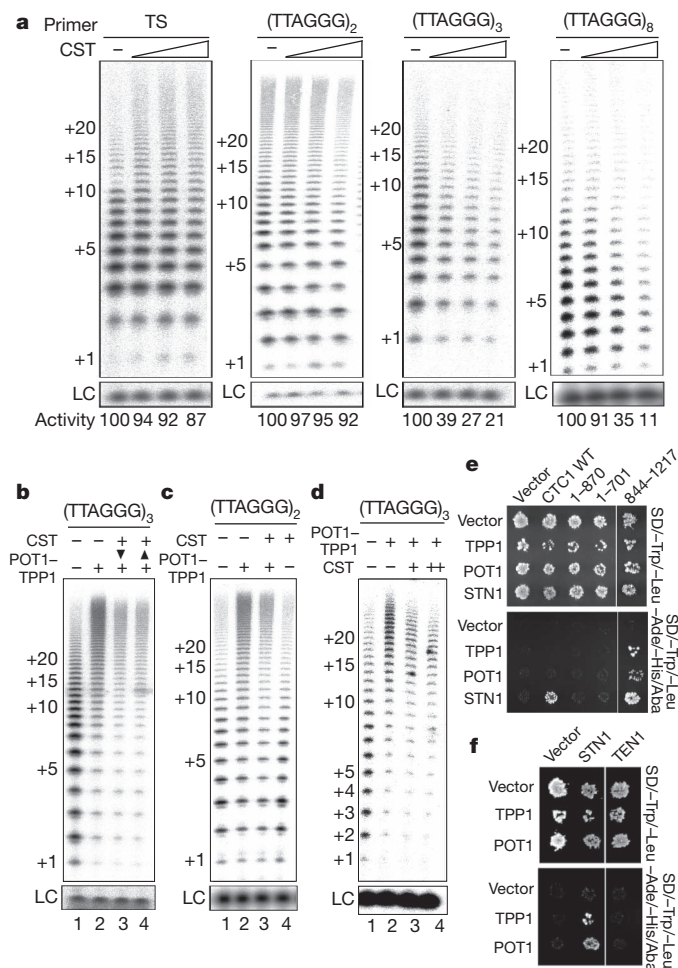 a
Primer TS (TTAGGG)2 (TTAGGG)3 (TTAGGG)8
CST – – – –
+20
+15
+10
+5
+1
+20
+15
+10
+5
+1
+20
+15
+10
+5
+1
+20
+15
+10
+5
+1
LC LC LC LC
Activity 100 94 92 87 100 97 95 92 100 39 27 21 100 91 35 11
b
(TTAGGG)3
CST – – + +
▼ ▲
POT1–
TPP1 – + + +
+20
+15
+10
+5
+1
LC
1 2 3 4
c
(TTAGGG)2
CST – – + +
POT1–
TPP1 – + + –
+20
+15
+10
+5
+1
LC
1 2 3 4
d
(TTAGGG)3
POT1–
TPP1 – + + +
CST – – + ++
+20
+15
+10
+5
+4
+3
+2
+1
LC
1 2 3 4
e
Vector CTC1 WT 1–870 1–701 844–1217
Vector
TPP1
POT1
STN1
SD/–Trp/–Leu
Vector
TPP1
POT1
STN1
SD/–Trp/–Leu
–Ade/–His/Aba
f
Vector STN1 TEN1
Vector
TPP1
POT1
SD/–Trp/–Leu
Vector
TPP1
POT1
SD/–Trp/–Leu
–Ade/–His/Aba